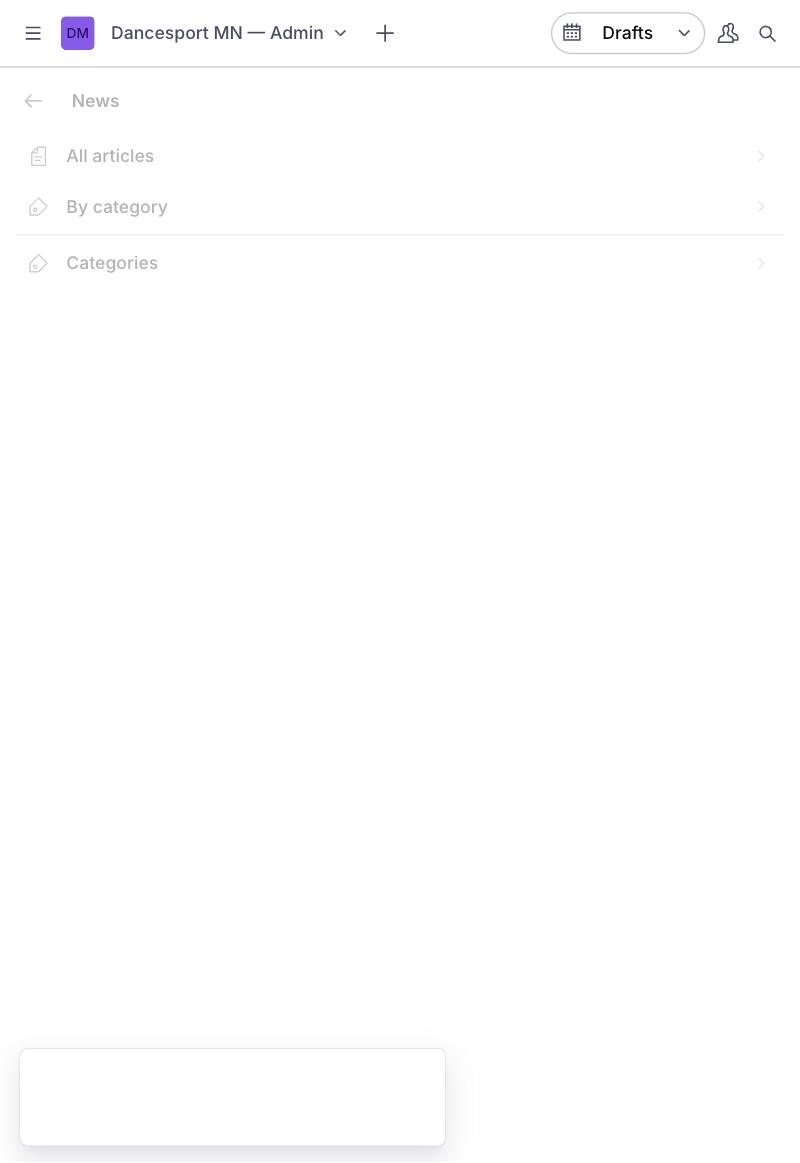 DM Dancesport MN — Admin Drafts
News
All articles
By category
Categories